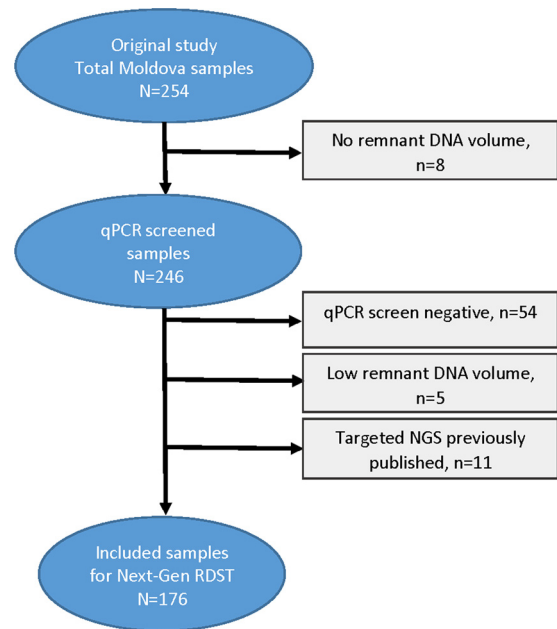 Original study
Total Moldova samples
N=254
No remnant DNA volume,
n=8
qPCR screened
samples
N=246
qPCR screen negative, n=54
Low remnant DNA volume,
n=5
Targeted NGS previously
published, n=11
Included samples
for Next-Gen RDST
N=176